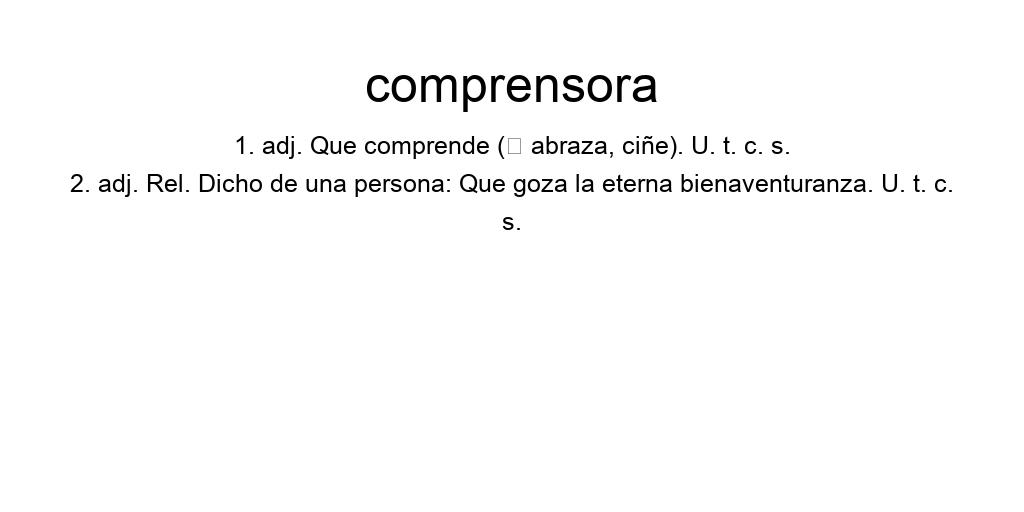 comprensora
1. adj. Que comprende (□ abraza, ciñe). U. t. c. s.
2. adj. Rel. Dicho de una persona: Que goza la eterna bienaventuranza. U. t. c.
s.